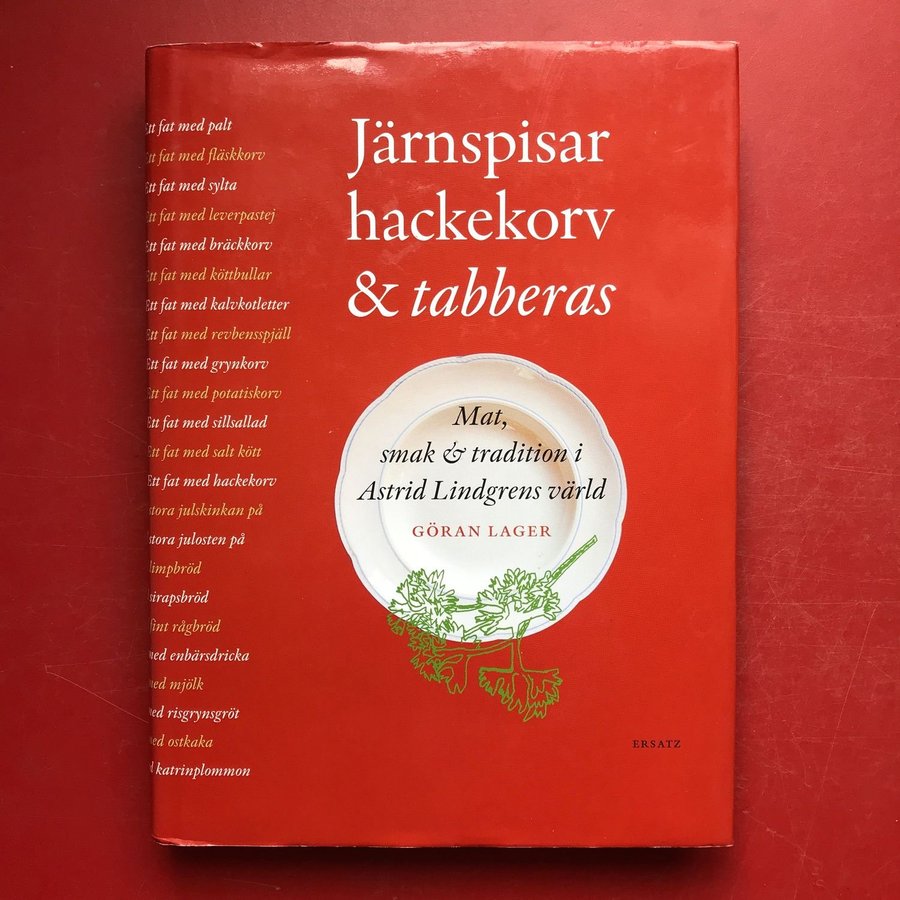 Järnspisar
hackekorv
& tabberas
Mat,
smak & tradition i
Astrid Lindgrens värld
GÖRAN LAGER
ERSATZ
Ett fat med palt
Ett fat med fläskkorv
Ett fat med sylta
Ett fat med leverpastej
Ett fat med bräckkorv
Ett fat med köttbullar
Ett fat med kalvkotletter
Ett fat med revbensspjäll
Ett fat med grynkorv
Ett fat med potatiskorv
Ett fat med sillsallad
Ett fat med salt kött
Ett fat med hackekorv
stora julskinkan på
stora julosten på
limpbröd
sirapsbröd
fint rågbröd
med enbärsdricka
med mjölk
med risgrynsgröt
med ostkaka
katrinplommon